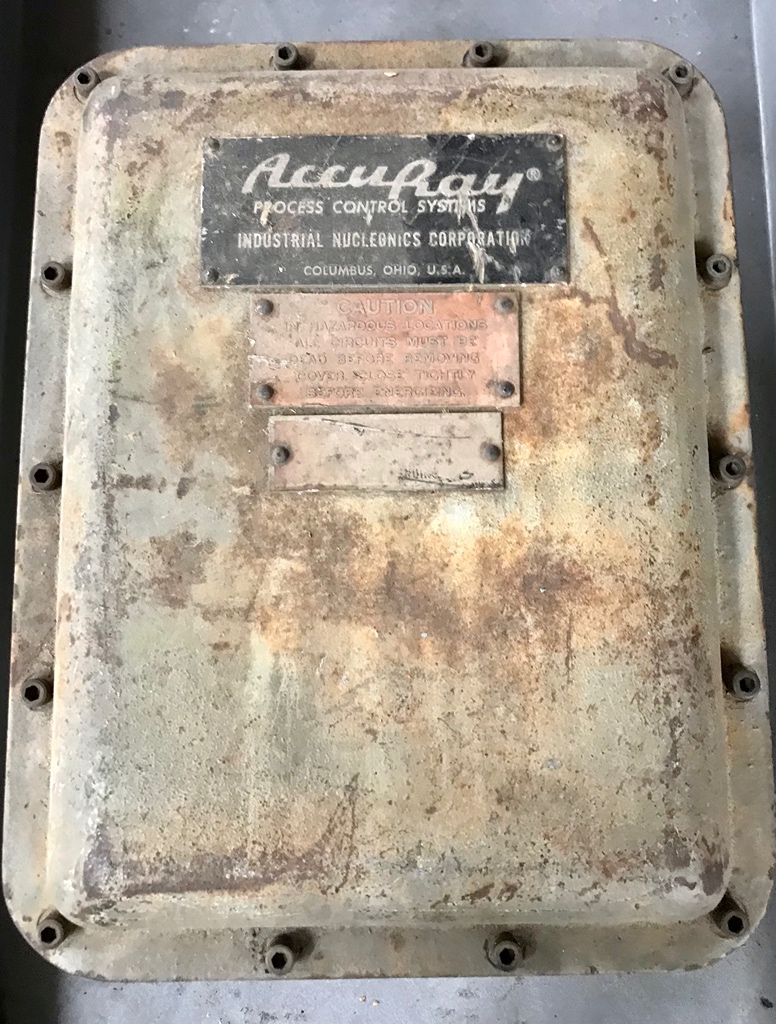 AccuRay®
PROCESS CONTROL SYSTEMS
INDUSTRIAL NUCLEONICS CORPORATION
COLUMBUS, OHIO, U.S.A.
CAUTION
IN HAZARDOUS LOCATIONS
ALL CIRCUITS MUST BE
DEAD BEFORE REMOVING
COVER. CLOSE TIGHTLY
BEFORE ENERGIZING.